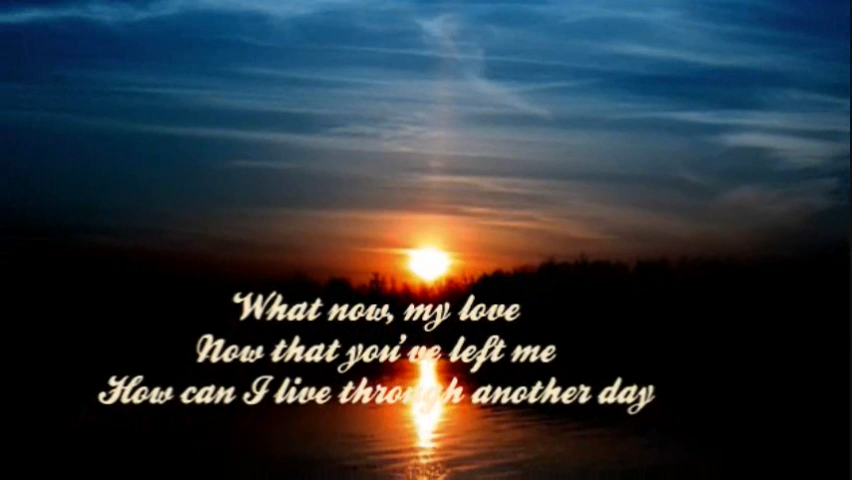 What now, my love
Now that you've left me
How can I live through another day